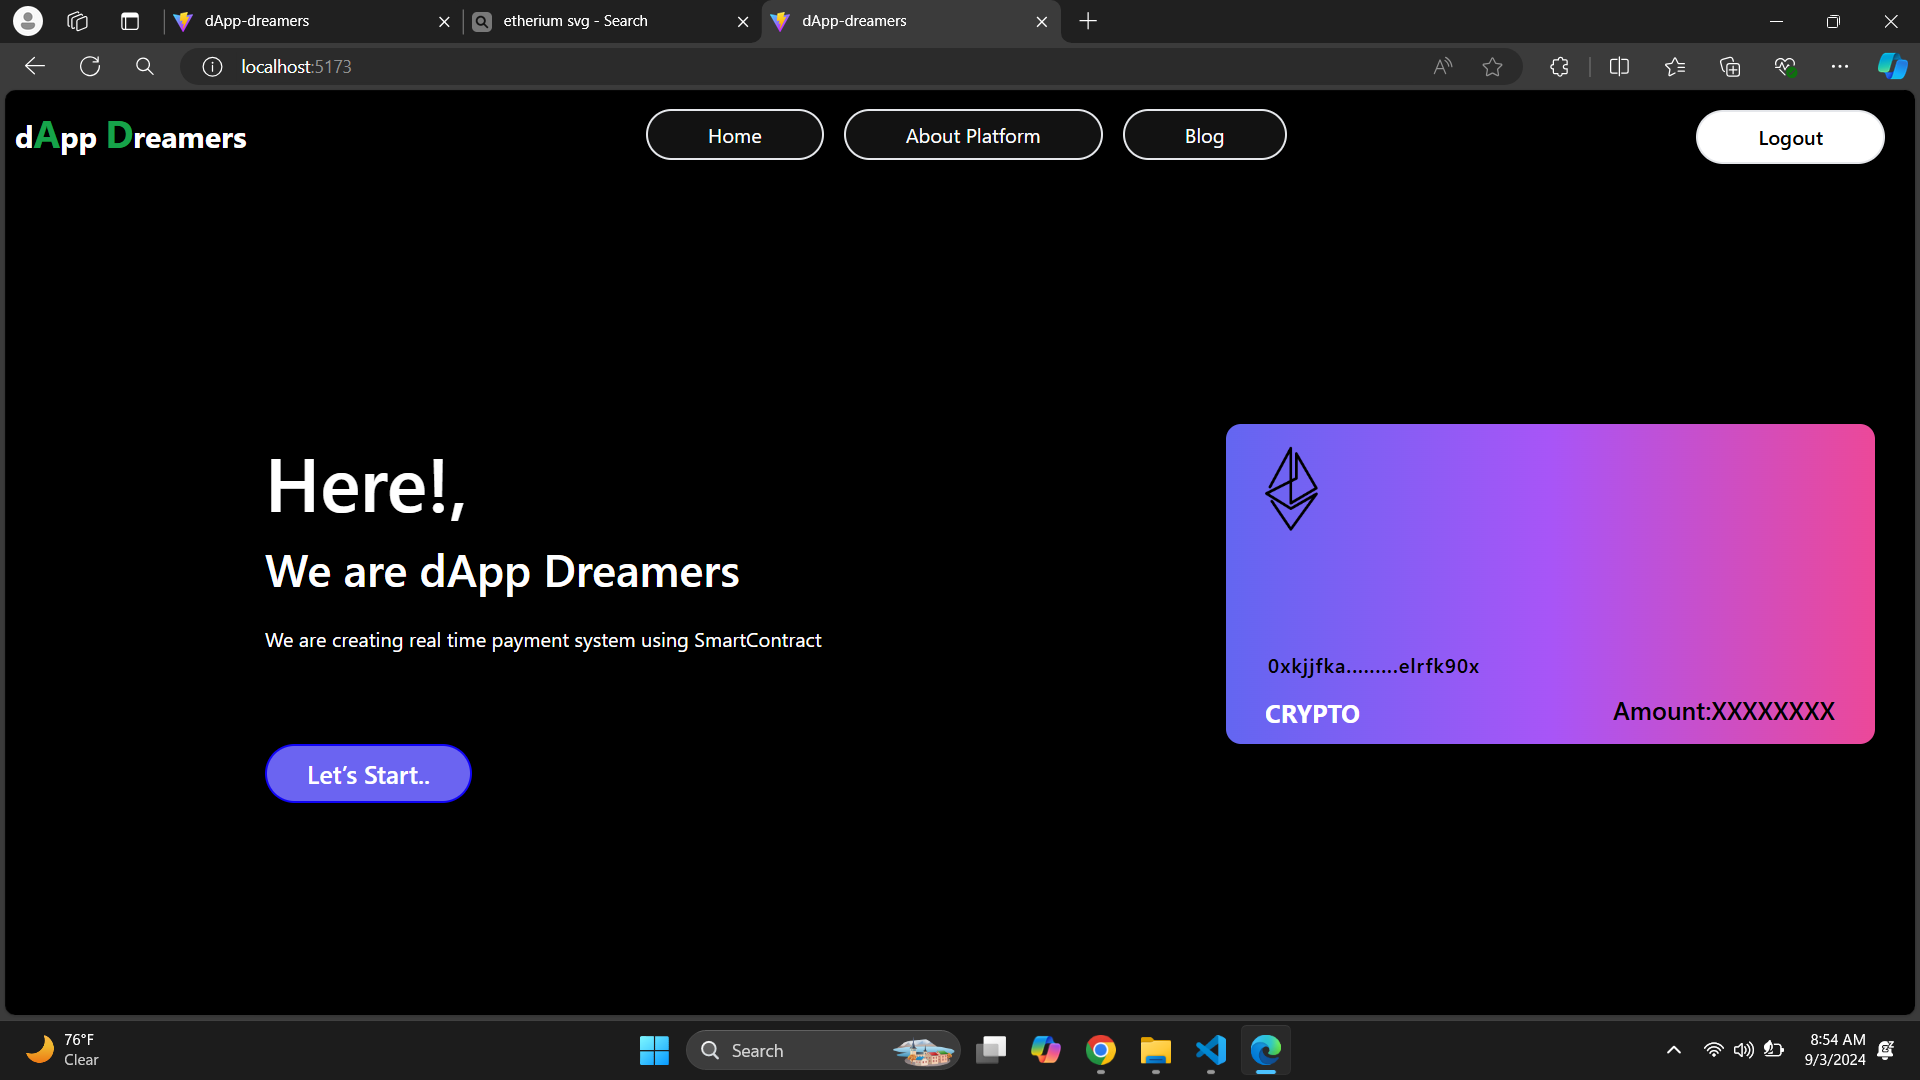 dApp-dreamers
etherium svg - Search
dApp-dreamers
localhost:5173
dApp Dreamers
Home
About Platform
Blog
Logout
Here!,
We are dApp Dreamers
We are creating real time payment system using SmartContract
Let's Start..
0xkjjfka.........elrfk90x
CRYPTO
Amount:XXXXXXXX
76°F
Clear
Search
8:54 AM
9/3/2024